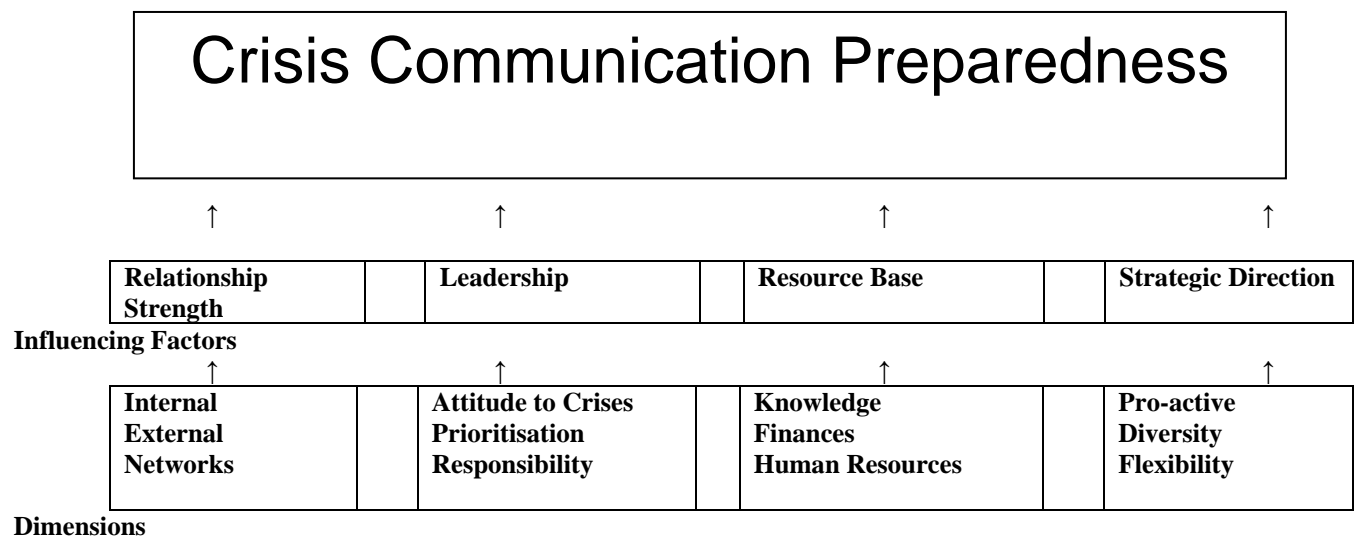 Crisis Communication Preparedness
↑ ↑ ↑ ↑
Relationship Strength
Leadership
Resource Base
Strategic Direction
Influencing Factors
↑ ↑ ↑ ↑
Internal
External
Networks
Attitude to Crises
Prioritisation
Responsibility
Knowledge
Finances
Human Resources
Pro-active
Diversity
Flexibility
Dimensions